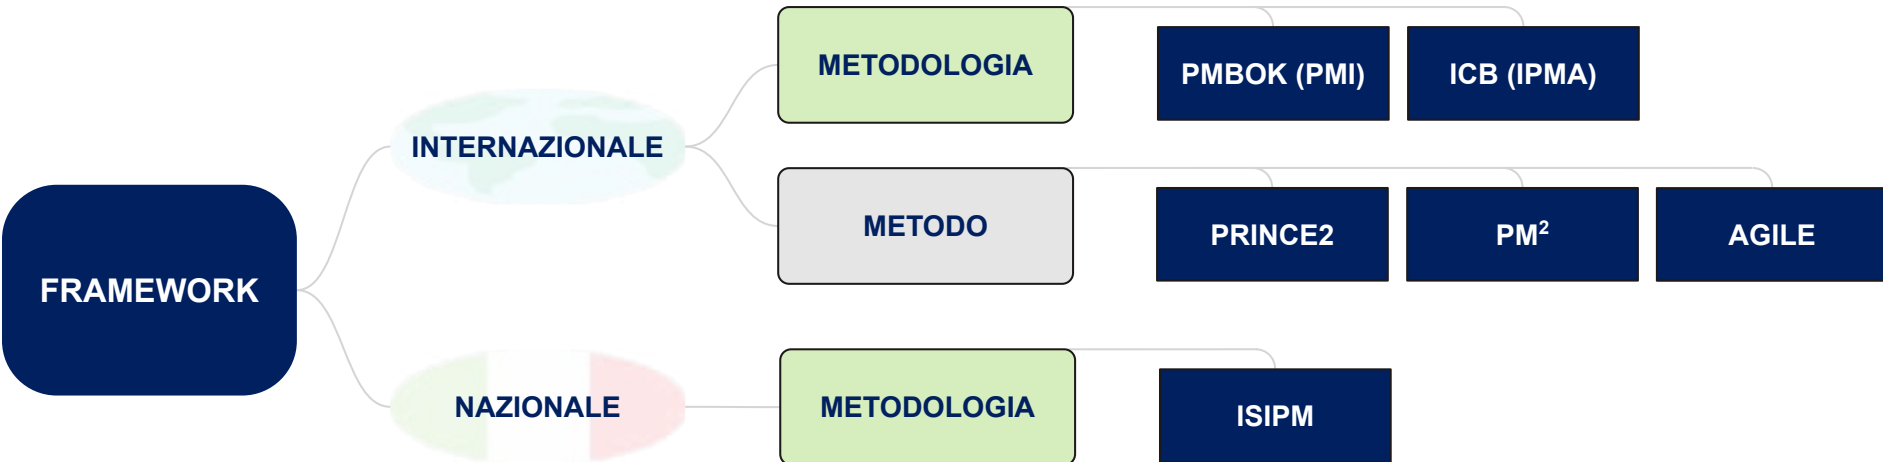 METODOLOGIA
PMBOK (PMI)
ICB (IPMA)
INTERNAZIONALE
METODO
PRINCE2
PM²
AGILE
FRAMEWORK
NAZIONALE
METODOLOGIA
ISIPM